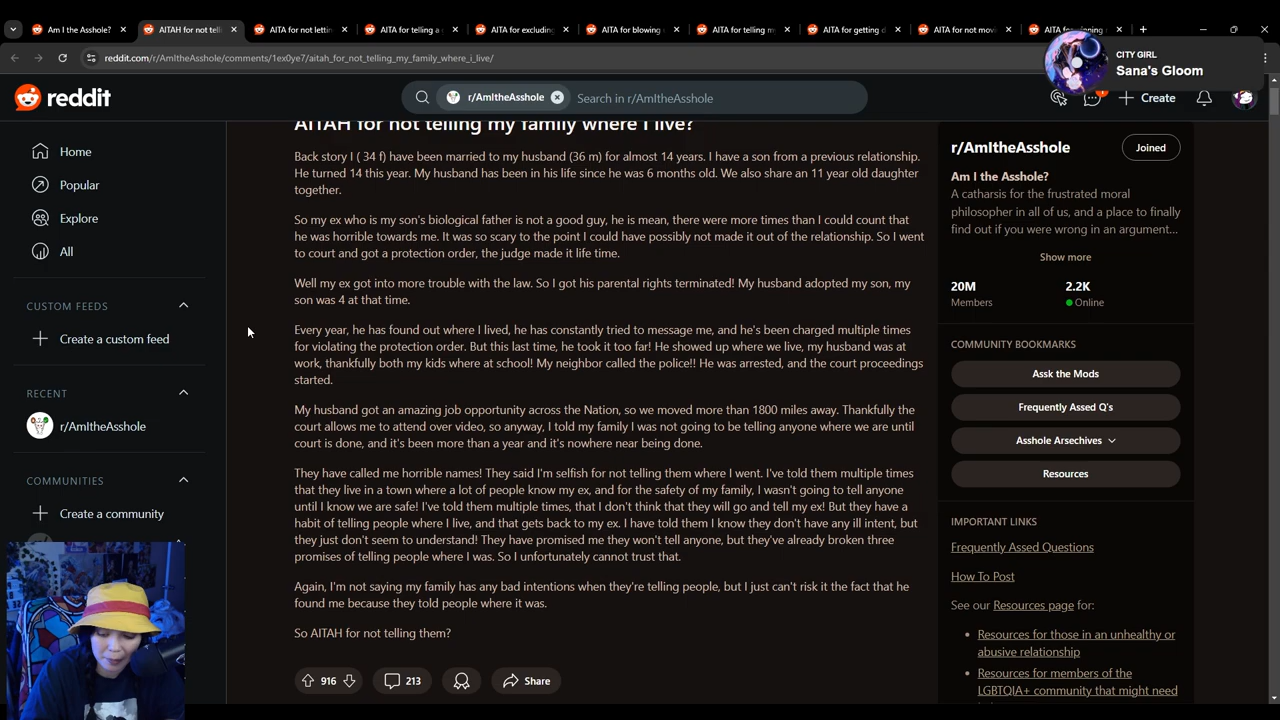 Am I the Asshole?
AITAH for not tell
AITA for not lettin
AITA for telling a
AITA for excluding
AITA for blowing
AITA for telling m
AITA for getting d
AITA for not movi
reddit.com/r/AmItheAsshole/comments/1ex0ye7/aitah_for_not_telling_my_family_where_i_live/
CITY GIRL
Sana's Gloom
reddit
r/AmItheAsshole
Search in r/AmItheAsshole
Create
Home
Popular
Explore
All
CUSTOM FEEDS
Create a custom feed
RECENT
r/AmItheAsshole
COMMUNITIES
Create a community
AITAH for not telling my family where I live?
Back story I ( 34 f) have been married to my husband (36 m) for almost 14 years. I have a son from a previous relationship.
He turned 14 this year. My husband has been in his life since he was 6 months old. We also share an 11 year old daughter
together.
So my ex who is my son's biological father is not a good guy, he is mean, there were more times than I could count that
he was horrible towards me. It was so scary to the point I could have possibly not made it out of the relationship. So I went
to court and got a protection order, the judge made it life time.
Well my ex got into more trouble with the law. So I got his parental rights terminated! My husband adopted my son, my
son was 4 at that time.
Every year, he has found out where I lived, he has constantly tried to message me, and he's been charged multiple times
for violating the protection order. But this last time, he took it too far! He showed up where we live, my husband was at
work, thankfully both my kids where at school! My neighbor called the police!! He was arrested, and the court proceedings
started.
My husband got an amazing job opportunity across the Nation, so we moved more than 1800 miles away. Thankfully the
court allows me to attend over video, so anyway, I told my family I was not going to be telling anyone where we are until
court is done, and it's been more than a year and it's nowhere near being done.
They have called me horrible names! They said I'm selfish for not telling them where I went. I've told them multiple times
that they live in a town where a lot of people know my ex, and for the safety of my family, I wasn't going to tell anyone
until I know we are safe! I've told them multiple times, that I don't think that they will go and tell my ex! But they have a
habit of telling people where I live, and that gets back to my ex. I have told them I know they don't have any ill intent, but
they just don't seem to understand! They have promised me they won't tell anyone, but they've already broken three
promises of telling people where I was. So I unfortunately cannot trust that.
Again, I'm not saying my family has any bad intentions when they're telling people, but I just can't risk it the fact that he
found me because they told people where it was.
So AITAH for not telling them?
916
213
Share
r/AmItheAsshole
Joined
Am I the Asshole?
A catharsis for the frustrated moral
philosopher in all of us, and a place to finally
find out if you were wrong in an argument...
Show more
20M
2.2K
Members
Online
COMMUNITY BOOKMARKS
Assk the Mods
Frequently Assed Q's
Asshole Arsechives
Resources
IMPORTANT LINKS
Frequently Assed Questions
How To Post
See our Resources page for:
Resources for those in an unhealthy or
abusive relationship
Resources for members of the
LGBTQIA+ community that might need